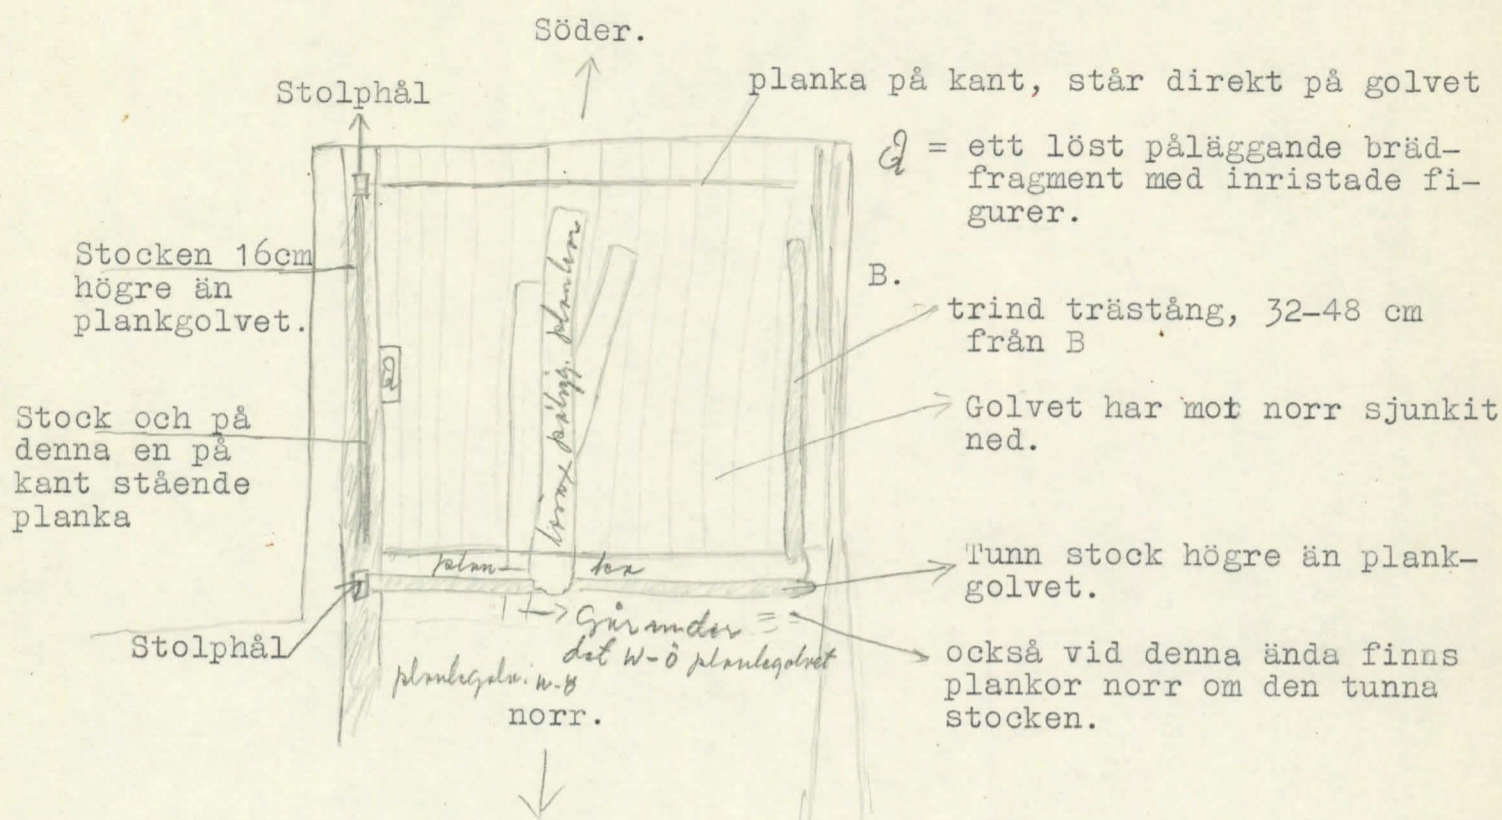 Söder.
Stolphål
planka på kant, står direkt på golvet
= ett löst påläggande bräd-
fragment med inristade fi-
gurer.
Stocken 16cm
högre än
plankgolvet.
B.
trind trästång, 32-48 cm
från B
Golvet har mot norr sjunkit
ned.
Stock och på
denna en på
kant stående
planka
plan- kor
Tunn stock högre än plank-
golvet.
Går under
det W-Ö plankgolvet
Stolphål
också vid denna ända finns
plankor norr om den tunna
stocken.
plankgolv. W-Ö
norr.